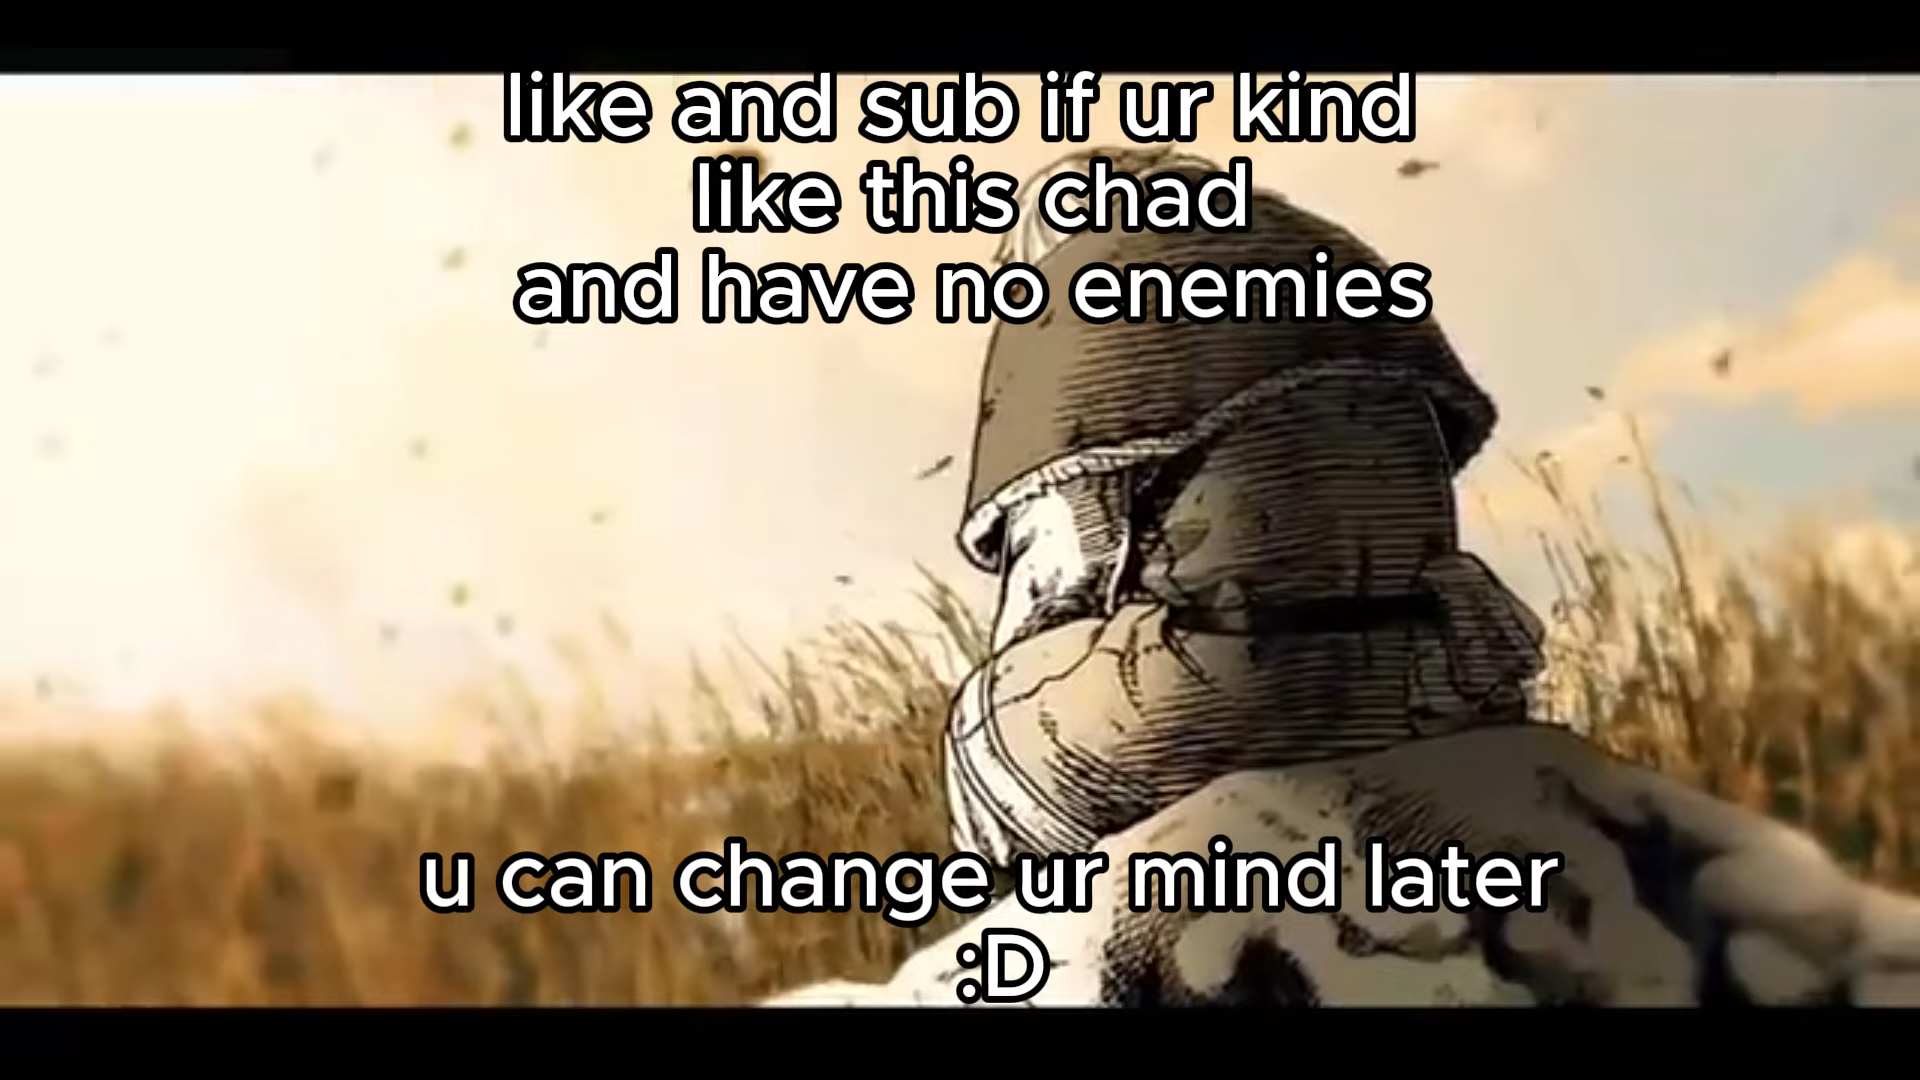 like and sub if ur kind
like this chad
and have no enemies
u can change ur mind later
:D